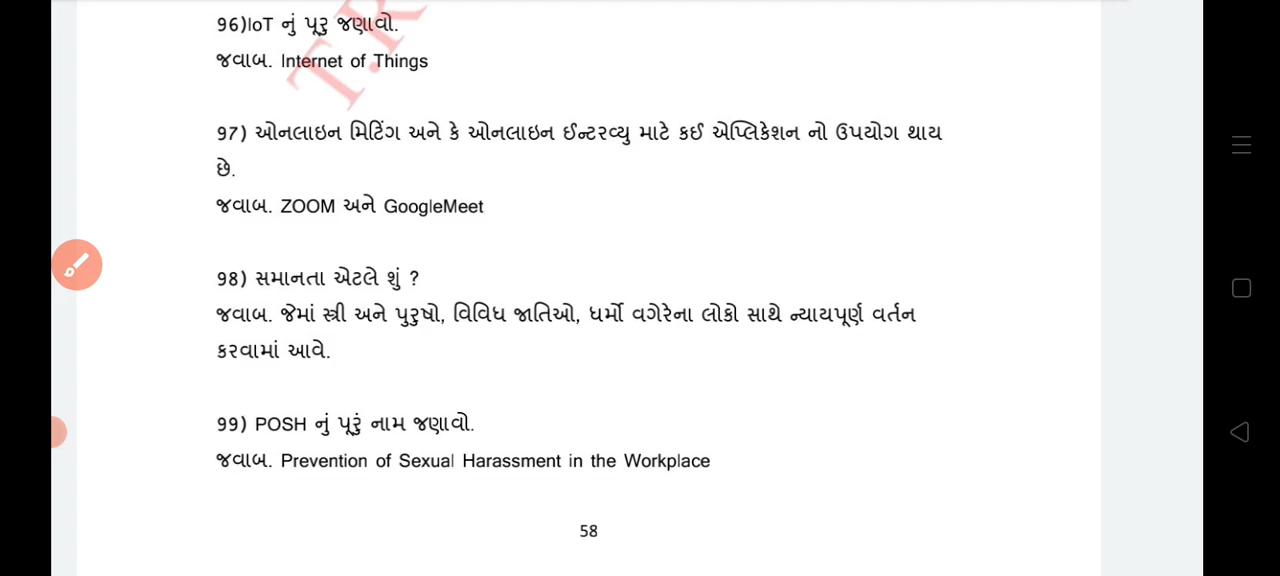 96)IoT નું પૂરુ જણાવો.
જવાબ. Internet of Things
97) ઓનલાઇન મિટિંગ અને કે ઓનલાઇન ઈન્ટરવ્યુ માટે કઈ એપ્લિકેશન નો ઉપયોગ થાય
છે.
જવાબ. ZOOM અને GoogleMeet
98) સમાનતા એટલે શું ?
જવાબ. જેમાં સ્ત્રી અને પુરુષો, વિવિધ જાતિઓ, ધર્મો વગેરેના લોકો સાથે ન્યાયપૂર્ણ વર્તન
કરવામાં આવે.
99) POSH નું પૂરું નામ જણાવો.
જવાબ. Prevention of Sexual Harassment in the Workplace
58